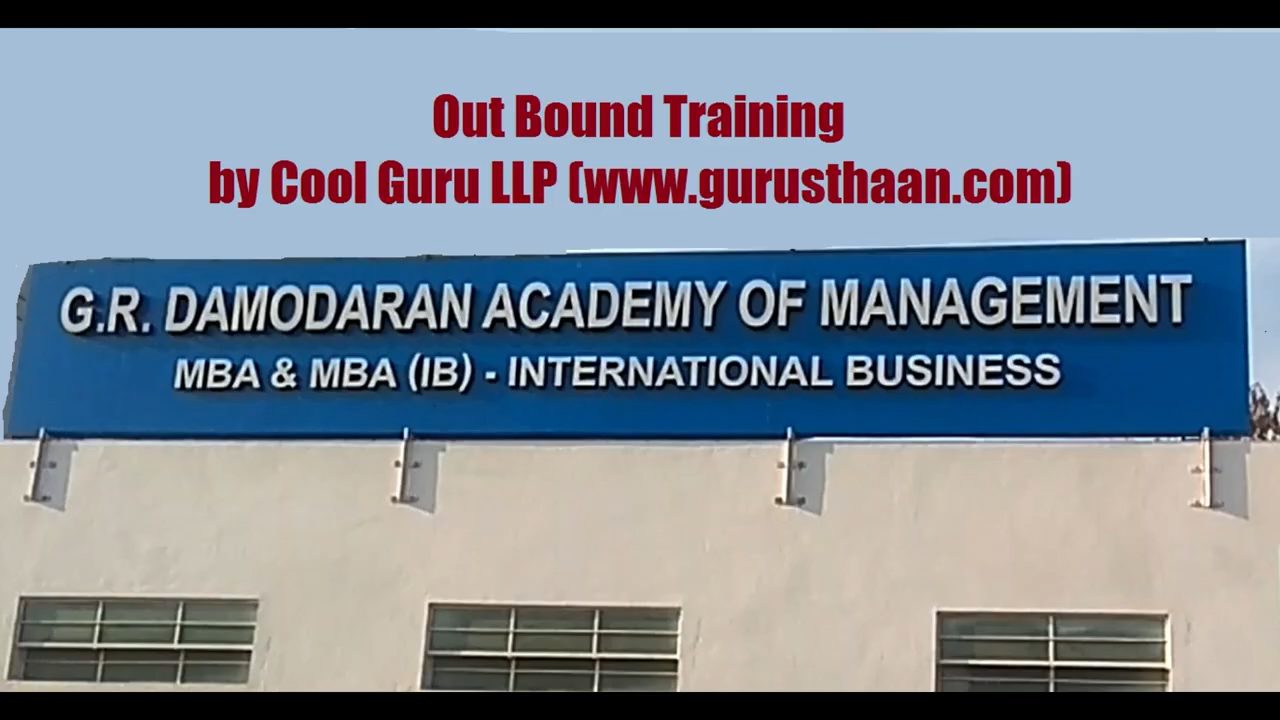 Out Bound Training
by Cool Guru LLP (www.gurusthaan.com)
G.R. DAMODARAN ACADEMY OF MANAGEMENT
MBA & MBA (IB) - INTERNATIONAL BUSINESS